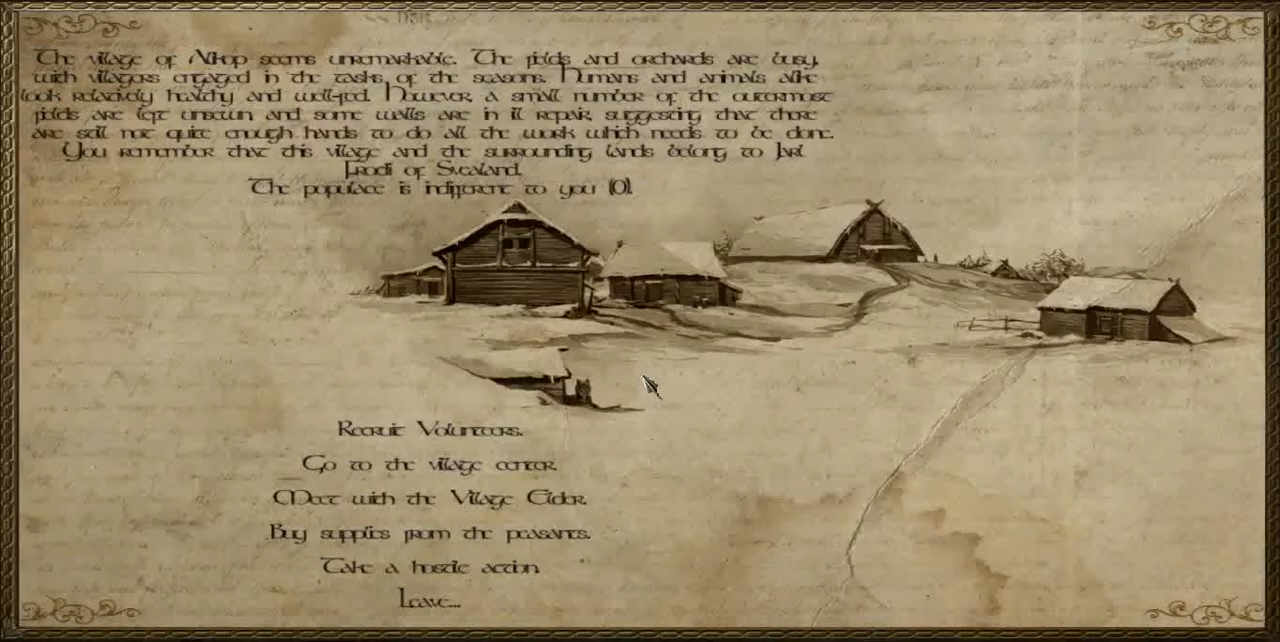 The village of Alkop seems unremarkable. The fields and orchards are busy,
with villagers engaged in the tasks, of the seasons. Humans and animals alike
look relatively healthy and well-fed. However, a small number of the outermost
fields are left unsown and some walls are in ill repair, suggesting that there
are still not quite enough hands to do all the work which needs to be done.
You remember that this village and the surrounding lands belong to Jarl
Frodi of Svealand.
The populace is indifferent to you (0).
Recruit Volunteers.
Go to the village center.
Meet with the Village Elder.
Buy supplies from the peasants.
Take a hostile action.
Leave...